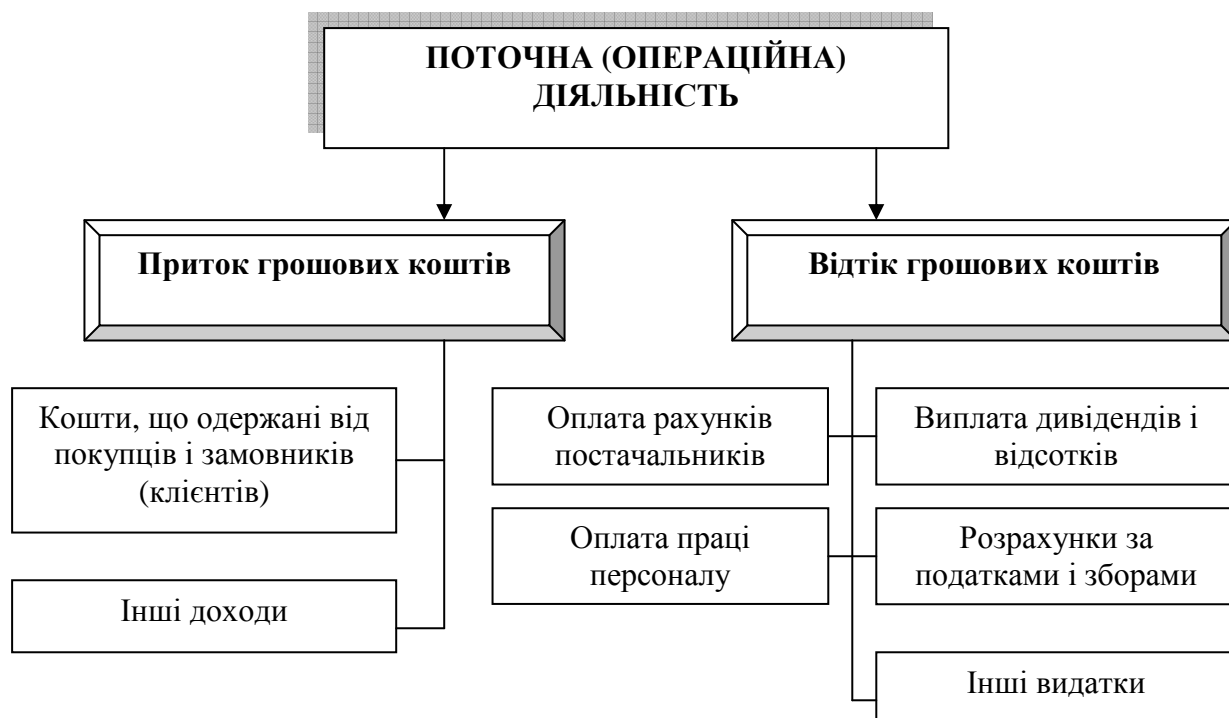 ПОТОЧНА (ОПЕРАЦІЙНА)
ДІЯЛЬНІСТЬ
Приток грошових коштів
Відтік грошових коштів
Кошти, що одержані від
покупців і замовників
(клієнтів)
Інші доходи
Оплата рахунків
постачальників
Виплата дивідендів і
відсотків
Оплата праці
персоналу
Розрахунки за
податками і зборами
Інші видатки